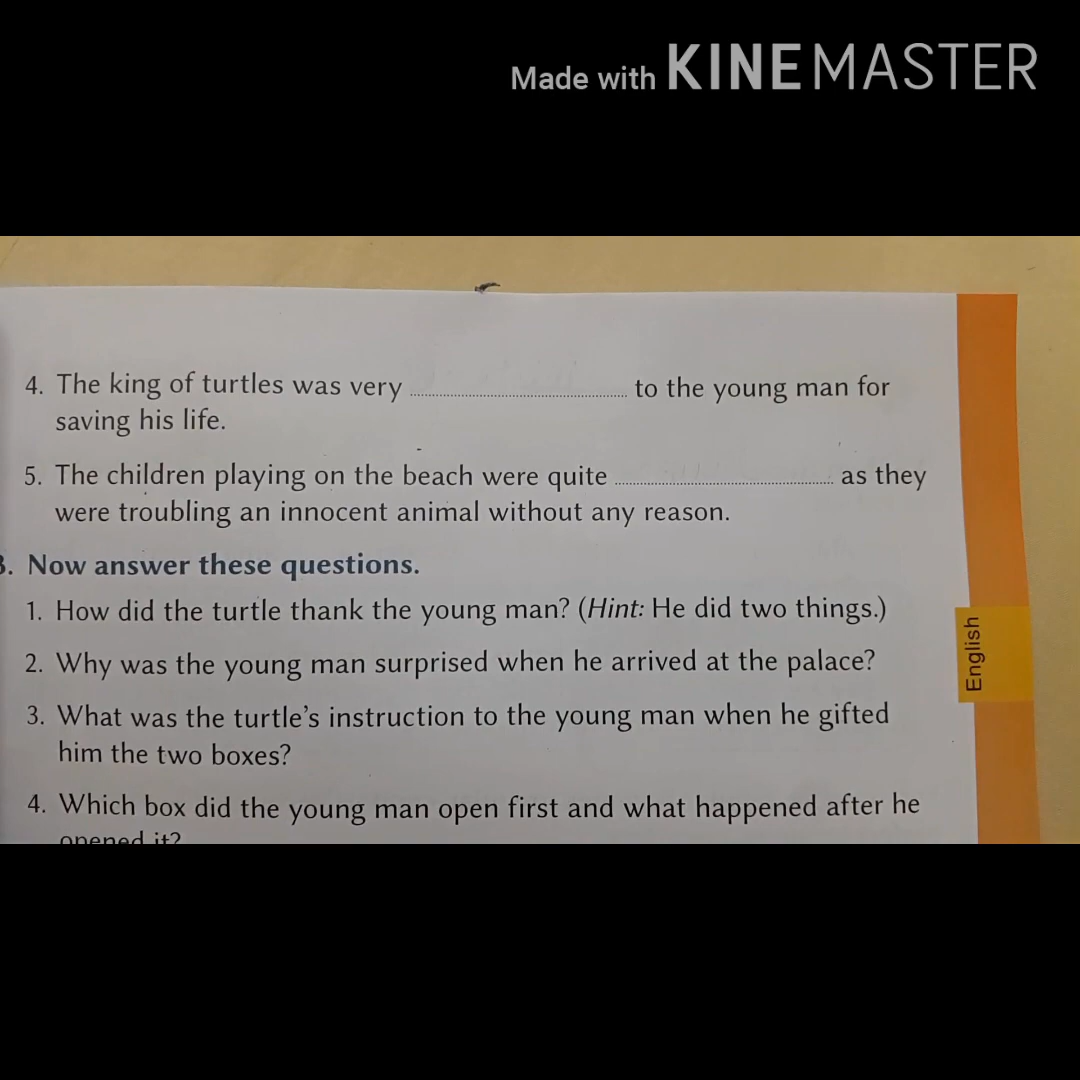 Made with KINEMASTER
4. The king of turtles was very ........ to the young man for
saving his life.
5. The children playing on the beach were quite ........ as they
were troubling an innocent animal without any reason.
B. Now answer these questions.
1. How did the turtle thank the young man? (Hint: He did two things.)
2. Why was the young man surprised when he arrived at the palace?
3. What was the turtle's instruction to the young man when he gifted
him the two boxes?
4. Which box did the young man open first and what happened after he
opened it?
English